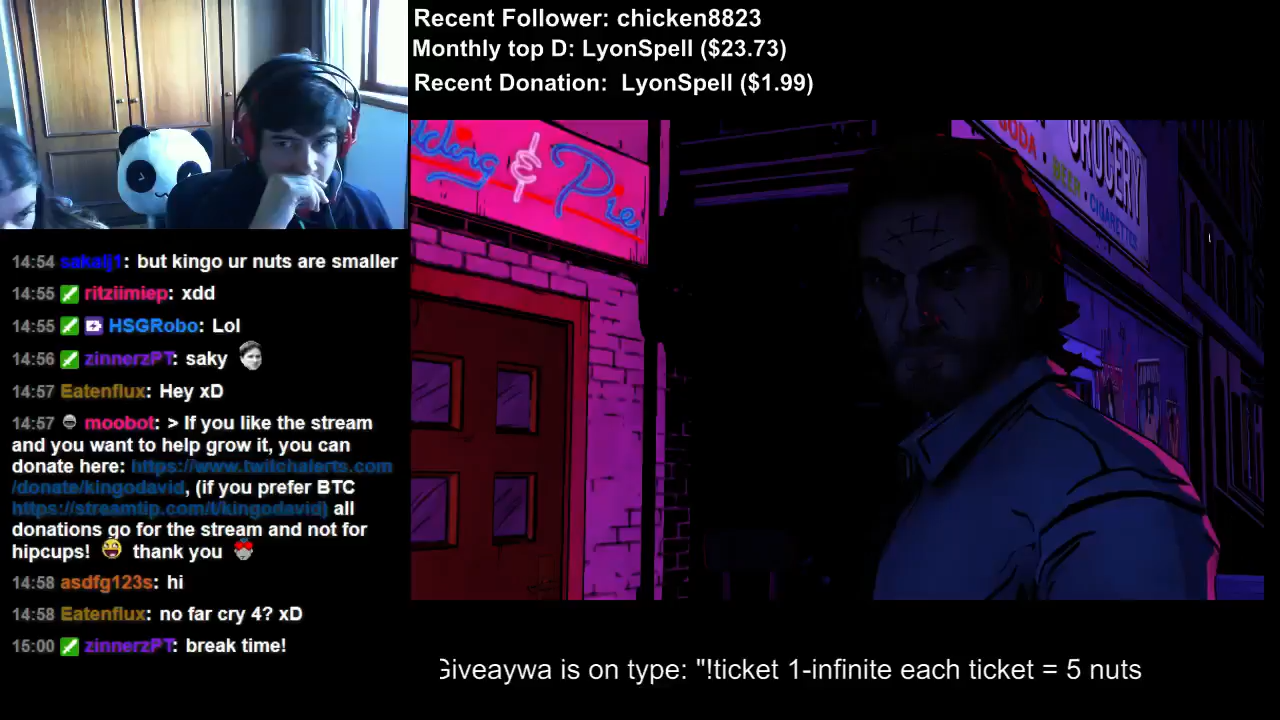 Recent Follower: chicken8823
Monthly top D: LyonSpell ($23.73)
Recent Donation: LyonSpell ($1.99)
& Pie
SODA • BEER • CIGARETTES
GROCERY
14:54 sakalj1: but kingo ur nuts are smaller
14:55 ritziimiep: xdd
14:55 HSGRobo: Lol
14:56 zinnerzPT: saky
14:57 Eatenflux: Hey xD
14:57 moobot: > If you like the stream
and you want to help grow it, you can
donate here: https://www.twitchalerts.com
/donate/kingodavid, (if you prefer BTC
https://streamtip.com/t/kingodavid) all
donations go for the stream and not for
hipcups! thank you
14:58 asdfg123s: hi
14:58 Eatenflux: no far cry 4? xD
15:00 zinnerzPT: break time!
Giveaywa is on type: "!ticket 1-infinite each ticket = 5 nuts